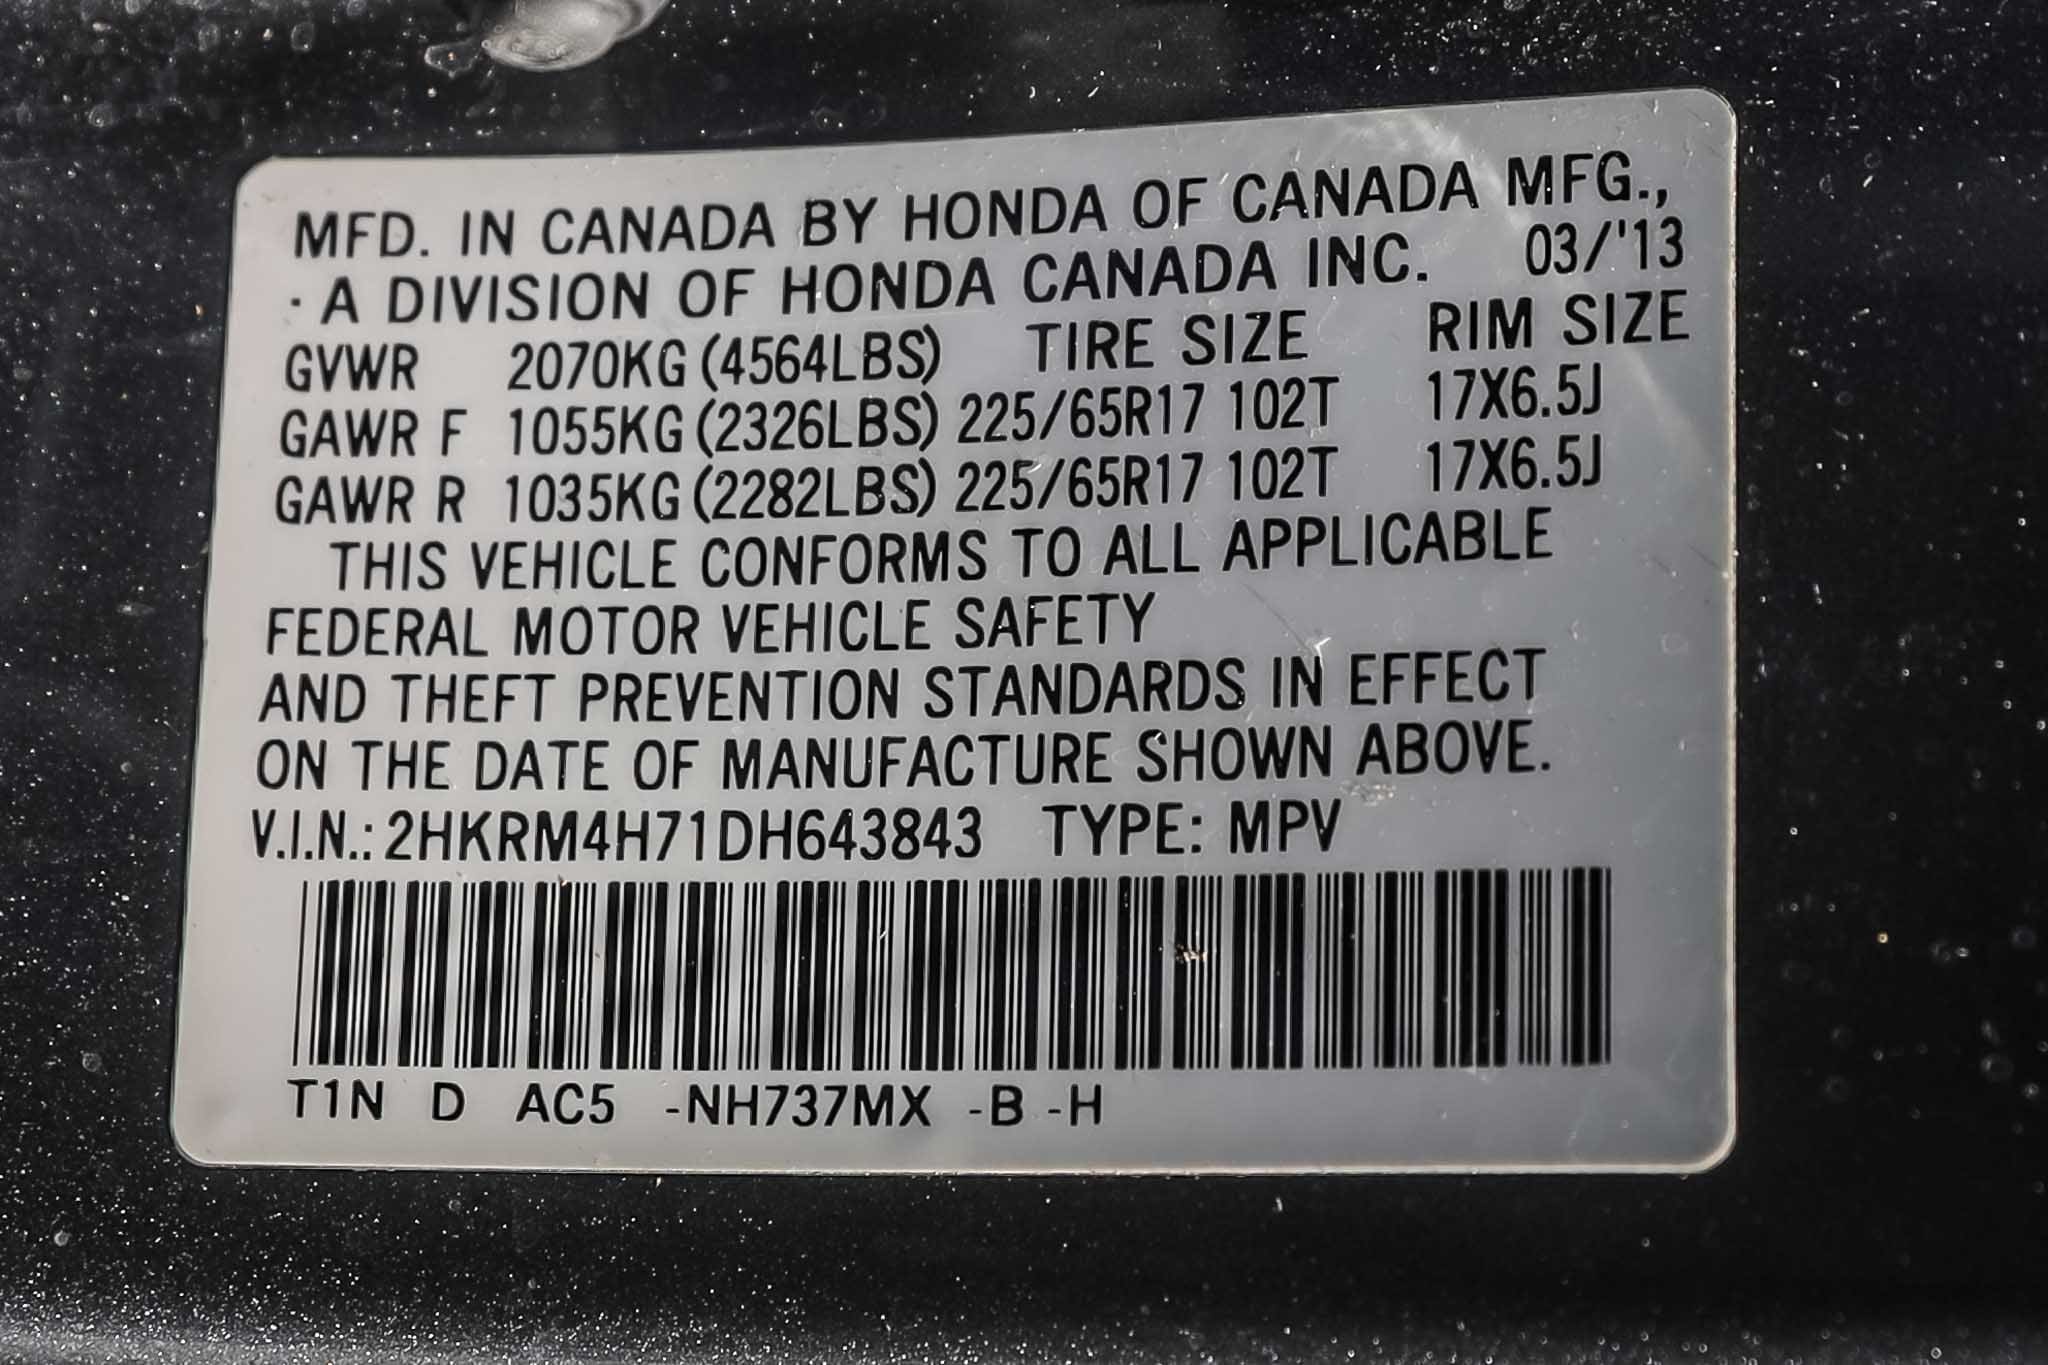 MFD. IN CANADA BY HONDA OF CANADA MFG.,
· A DIVISION OF HONDA CANADA INC. 03/'13
GVWR 2070KG (4564LBS) TIRE SIZE RIM SIZE
GAWR F 1055KG (2326LBS) 225/65R17 102T 17X6.5J
GAWR R 1035KG (2282LBS) 225/65R17 102T 17X6.5J
THIS VEHICLE CONFORMS TO ALL APPLICABLE
FEDERAL MOTOR VEHICLE SAFETY
AND THEFT PREVENTION STANDARDS IN EFFECT
ON THE DATE OF MANUFACTURE SHOWN ABOVE.
V.I.N.: 2HKRM4H71DH643843 TYPE: MPV
T1N D AC5 -NH737MX -B -H